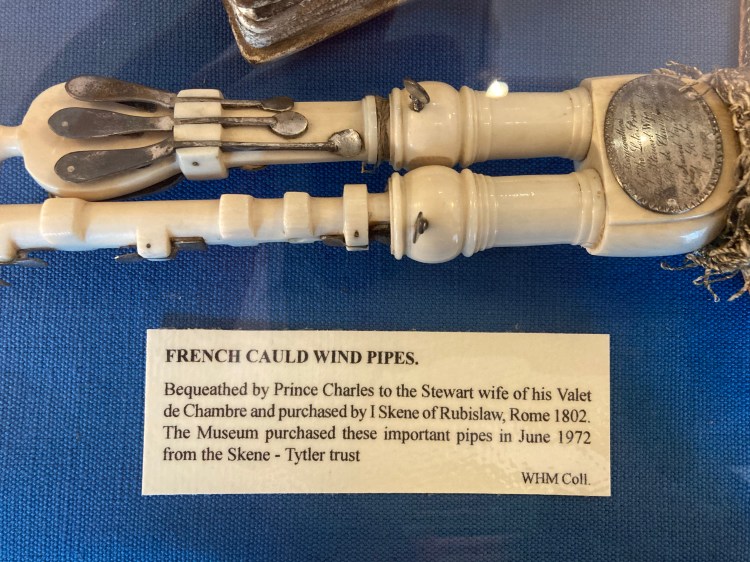 FRENCH CAULD WIND PIPES.
Bequeathed by Prince Charles to the Stewart wife of his Valet
de Chambre and purchased by I Skene of Rubislaw, Rome 1802.
The Museum purchased these important pipes in June 1972
from the Skene - Tytler trust
WHM Coll.